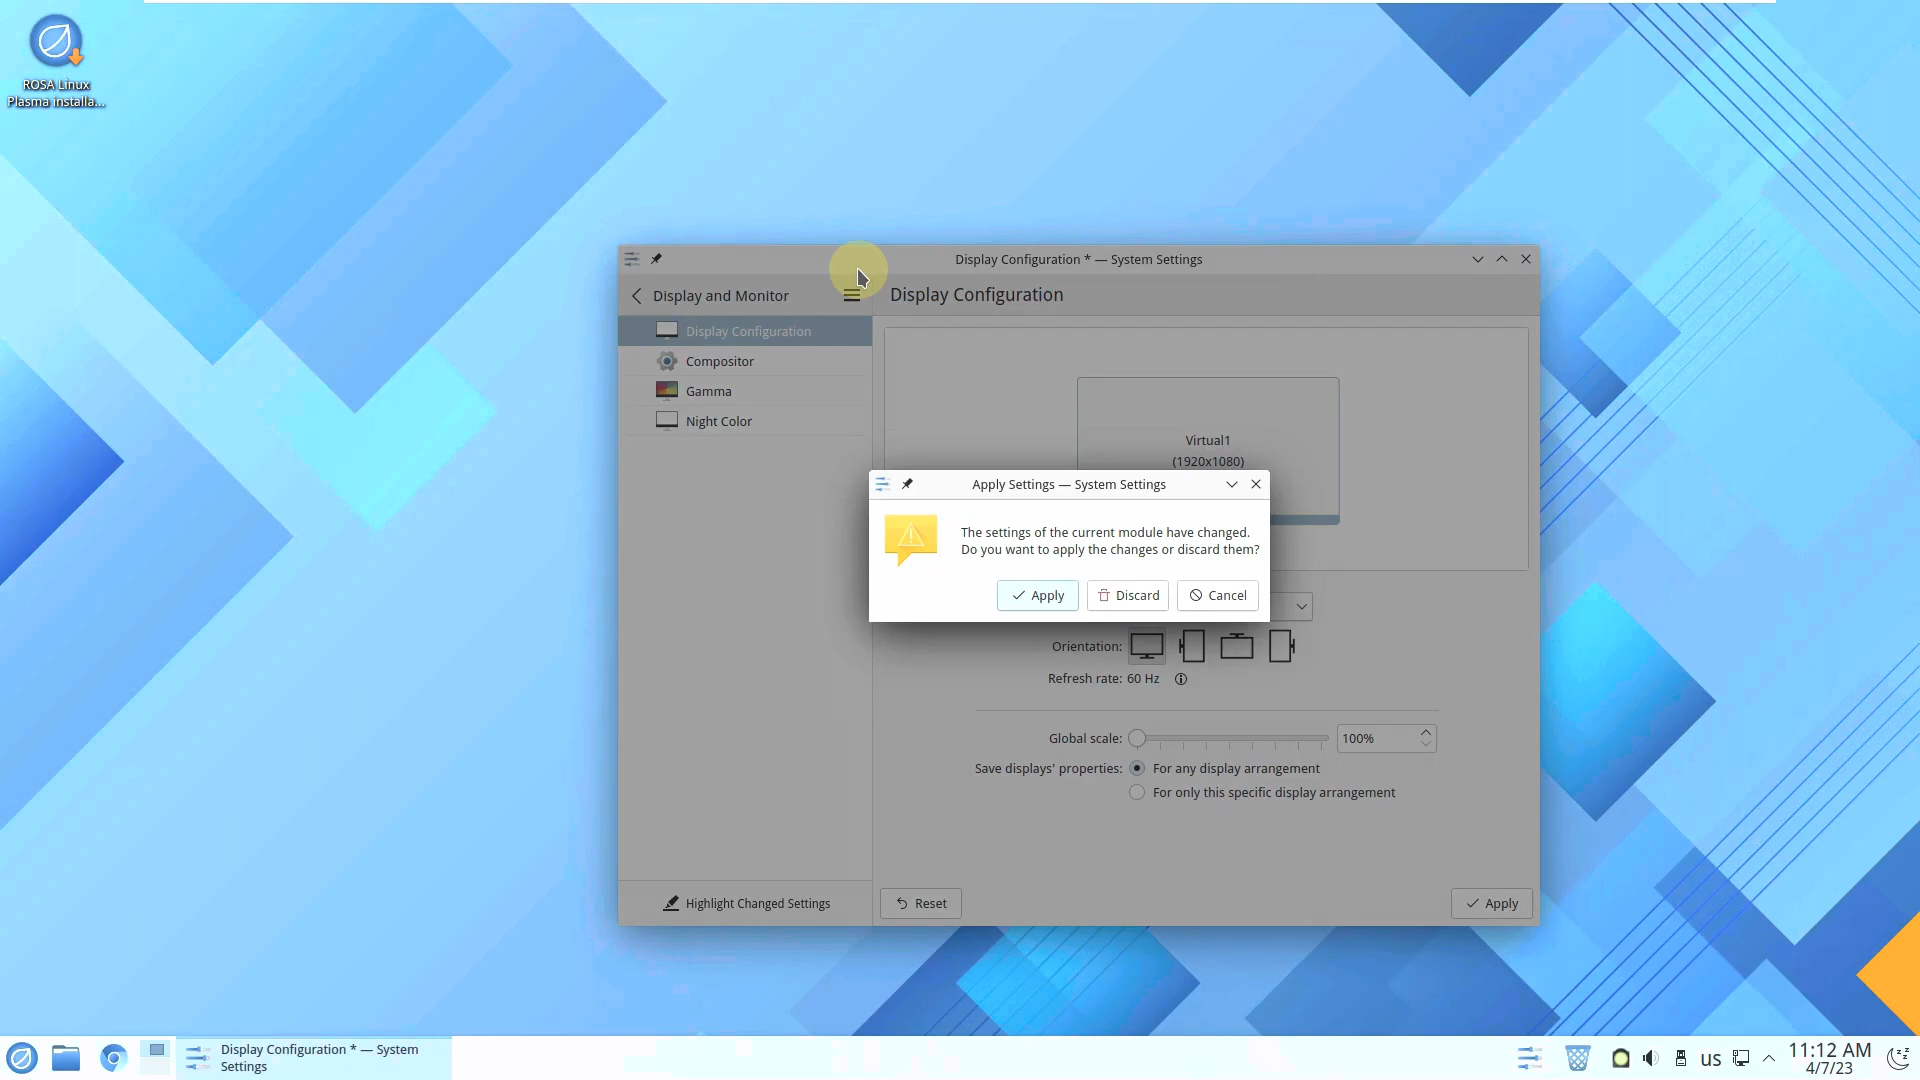 ROSA Linux
Plasma installa...
Display Configuration * — System Settings
Display and Monitor
Display Configuration
Display Configuration
Compositor
Gamma
Night Color
Virtual1
(1920x1080)
Apply Settings — System Settings
The settings of the current module have changed.
Do you want to apply the changes or discard them?
Apply
Discard
Cancel
Orientation:
Refresh rate: 60 Hz
Global scale:
100%
Save displays' properties:
For any display arrangement
For only this specific display arrangement
Highlight Changed Settings
Reset
Apply
Display Configuration * — System
Settings
us
11:12 AM
4/7/23